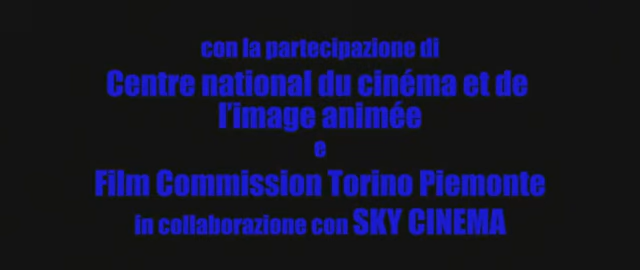 con la partecipazione di
Centre national du cinéma et de
l'image animée
e
Film Commission Torino Piemonte
in collaborazione con SKY CINEMA